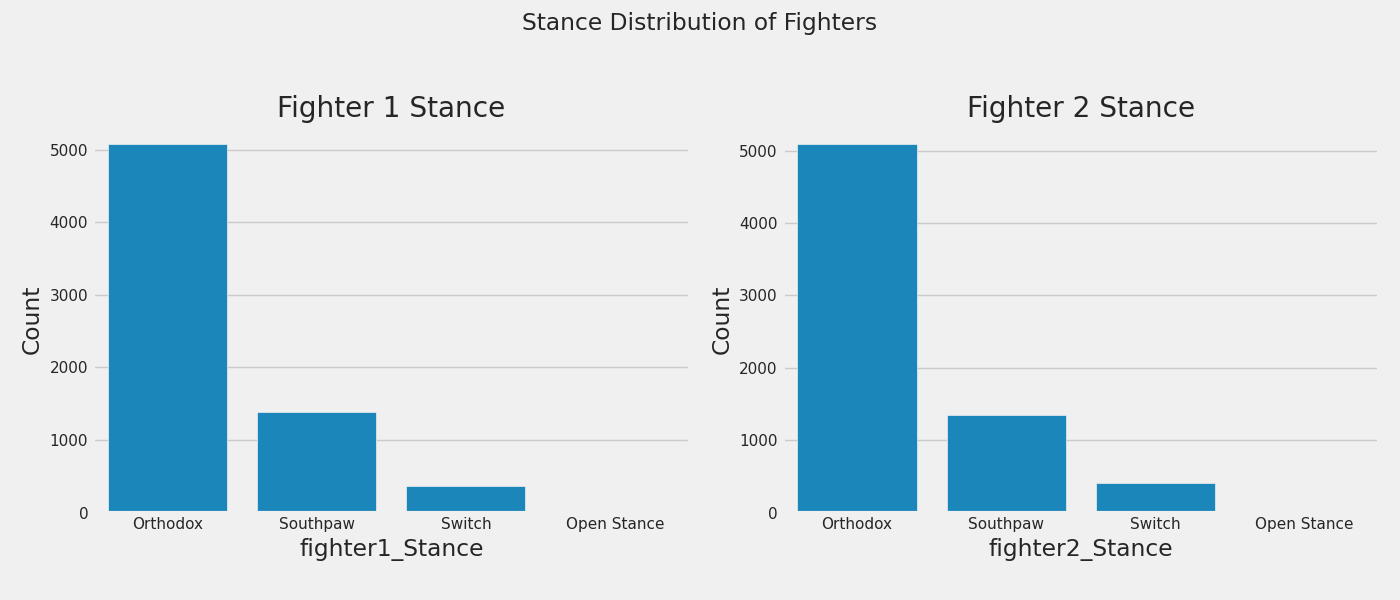 Stance Distribution of Fighters
Fighter 1 Stance
Count
5000
4000
3000
2000
1000
0
Orthodox Southpaw Switch Open Stance
fighter1_Stance
Fighter 2 Stance
Count
5000
4000
3000
2000
1000
0
Orthodox Southpaw Switch Open Stance
fighter2_Stance